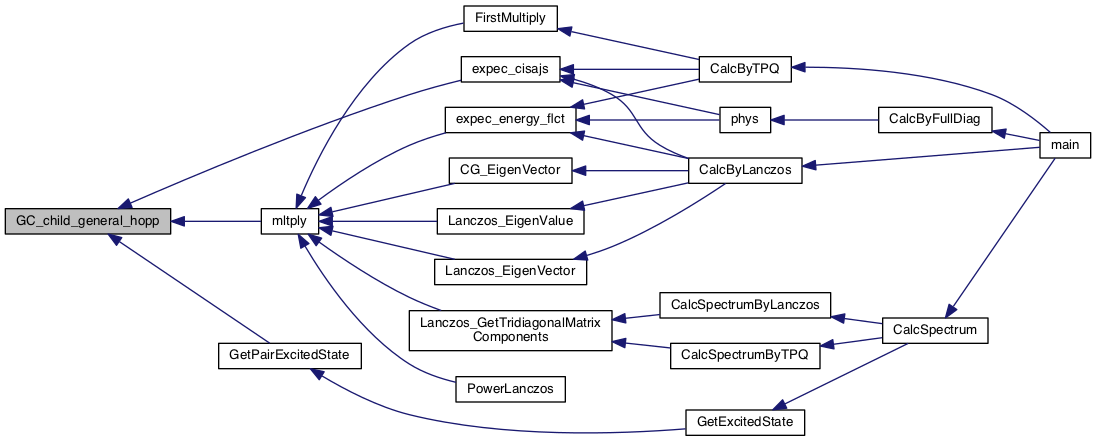 FirstMultiply
expec_cisajs
CalcByTPQ
expec_energy_flct
phys
CalcByFullDiag
main
CG_EigenVector
CalcByLanczos
GC_child_general_hopp
mltply
Lanczos_EigenValue
Lanczos_EigenVector
CalcSpectrumByLanczos
Lanczos_GetTridiagonalMatrix
Components
CalcSpectrum
GetPairExcitedState
CalcSpectrumByTPQ
PowerLanczos
GetExcitedState